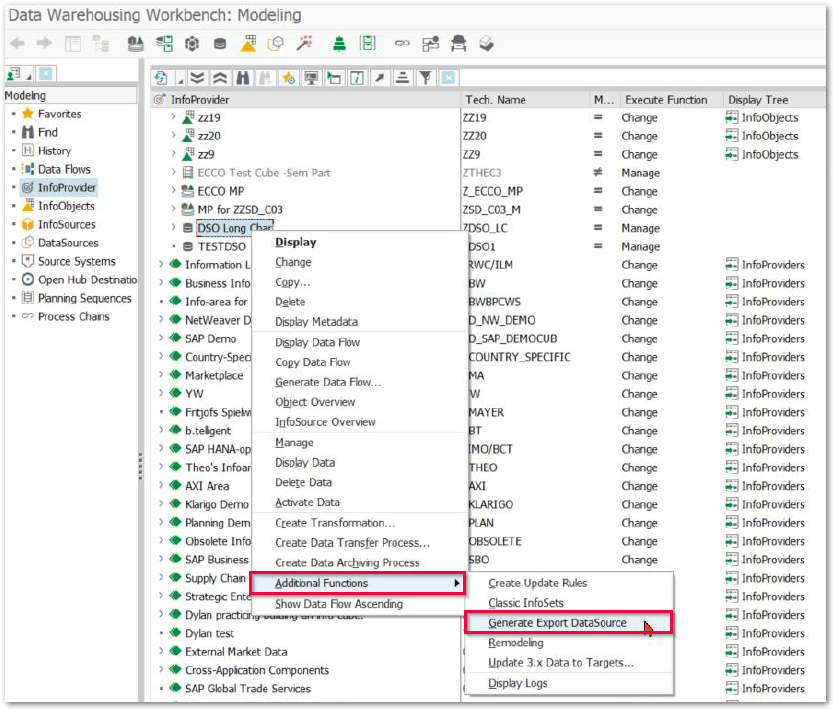 Data Warehousing Workbench: Modeling
Modeling
Favorites
Find
History
Data Flows
InfoProvider
InfoObjects
InfoSources
DataSources
Source Systems
Open Hub Destinatio
Planning Sequences
Process Chains
InfoProvider Tech. Name M... Execute Function Display Tree
zz19 ZZ19 = Change InfoObjects
zz20 ZZ20 = Change InfoObjects
zz9 ZZ9 = Change InfoObjects
ECCO Test Cube -Sem Part ZTHEC3 ≠ Manage
ECCO MP Z_ECCO_MP = Change
MP for ZZSD_C03 ZSD_C03_M = Change
DSO Long Char ZDSO_LC = Manage
TESTDSO DSO1 = Manage
Information L RWC/ILM Change InfoProviders
Business Info BW Change InfoProviders
Info-area for BWBPCWS Change InfoProviders
NetWeaver D D_NW_DEMO Change InfoProviders
SAP Demo D_SAP_DEMOCUB Change InfoProviders
Country-Speci COUNTRY_SPECIFIC Change InfoProviders
Marketplace MA Change InfoProviders
YW W Change InfoProviders
Fritjofs Spielw MAYER Change InfoProviders
b.telligent BT Change InfoProviders
SAP HANA-op IMO/BCT Change InfoProviders
Theo's Infoar THEO Change InfoProviders
AXI Area AXI Change InfoProviders
Klarigo Demo KLARIGO Change InfoProviders
Planning Dem PLAN Change InfoProviders
Obsolete Info OBSOLETE Change InfoProviders
SAP Business SBO Change InfoProviders
Supply Chain InfoProviders
Strategic Ente InfoProviders
Dylan practicing building an info cube. InfoProviders
Dylan test InfoProviders
External Market Data InfoProviders
Cross-Application Components InfoProviders
SAP Global Trade Services InfoProviders
Display
Change
Copy...
Delete
Display Metadata
Display Data Flow
Copy Data Flow
Generate Data Flow...
Object Overview
InfoSource Overview
Manage
Display Data
Delete Data
Activate Data
Create Transformation...
Create Data Transfer Process...
Create Data Archiving Process
Additional Functions
Show Data Flow Ascending
Create Update Rules
Classic InfoSets
Generate Export DataSource
Remodeling
Update 3.x Data to Targets...
Display Logs